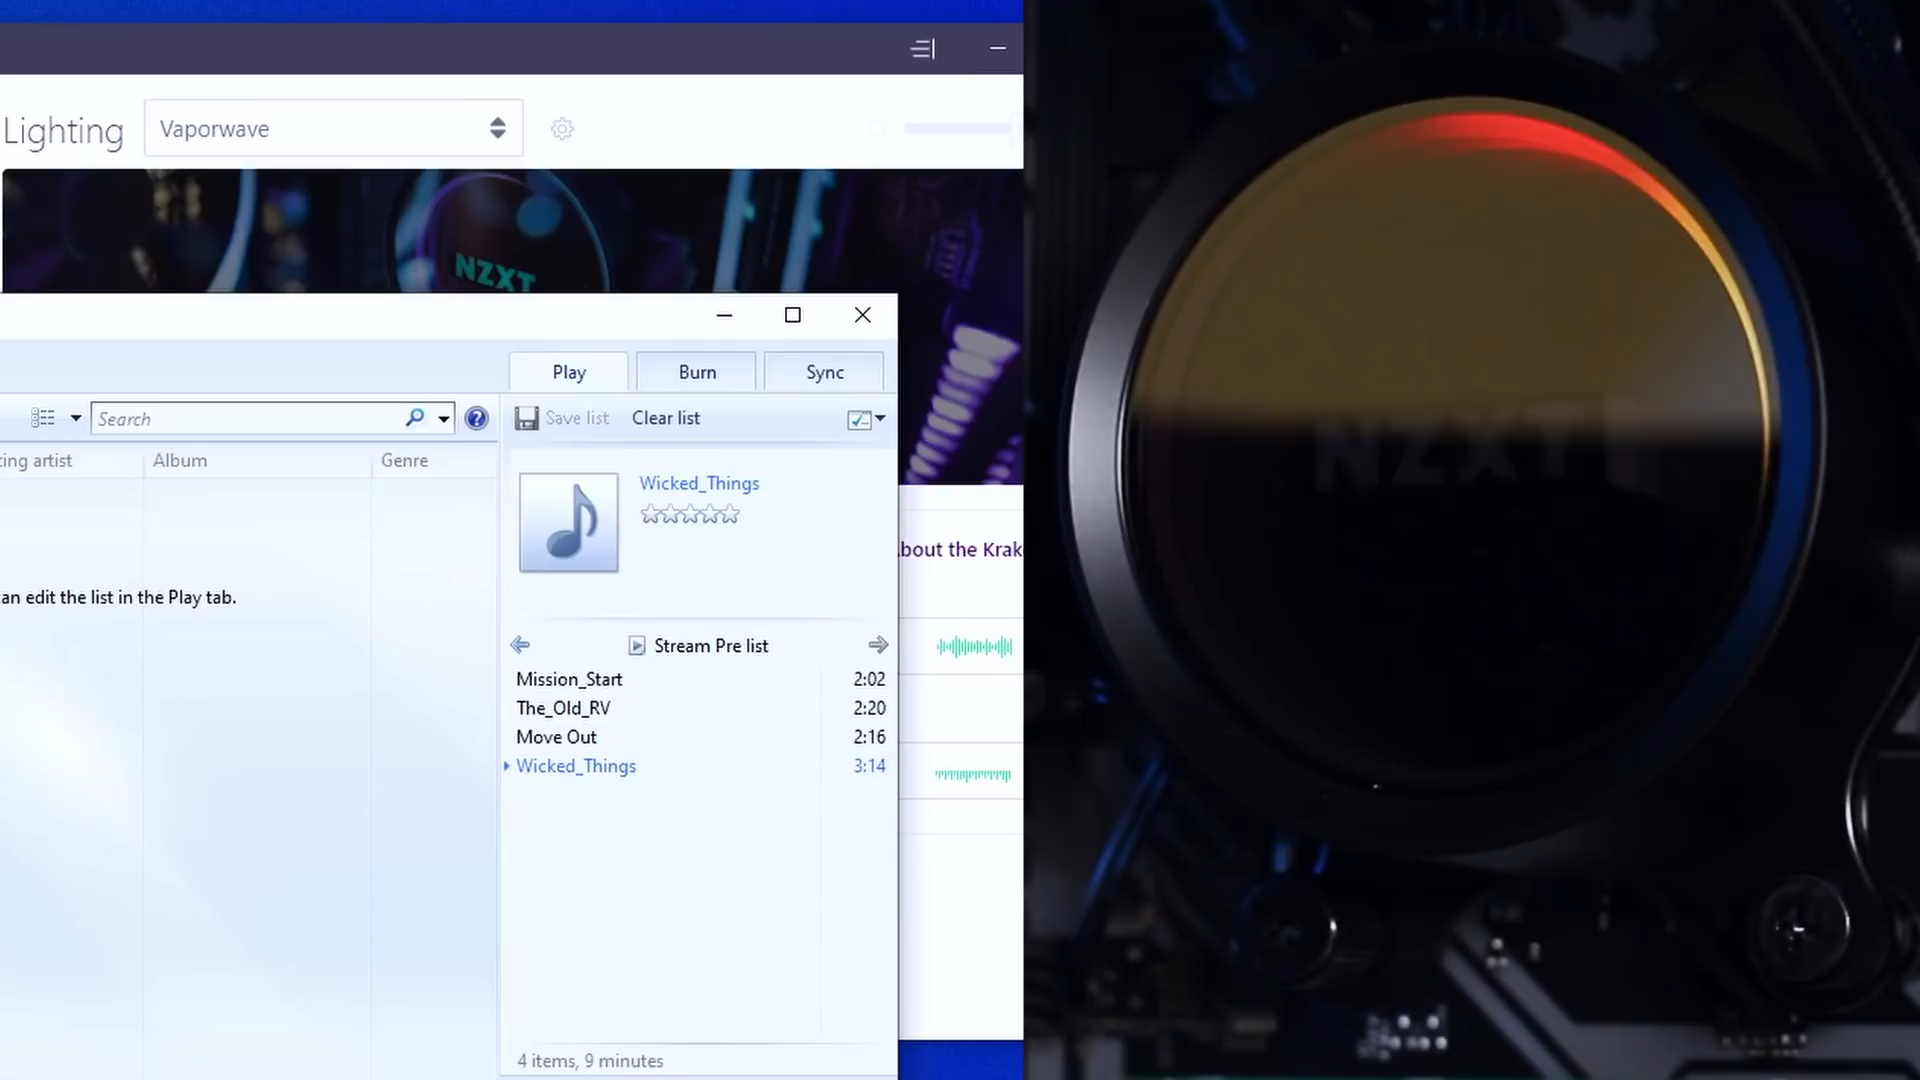 Lighting
Vaporwave
NZXT
Play
Burn
Sync
Search
Save list
Clear list
ing artist
Album
Genre
Wicked_Things
an edit the list in the Play tab.
bout the Krak
Stream Pre list
Mission_Start 2:02
The_Old_RV 2:20
Move Out 2:16
Wicked_Things 3:14
4 items, 9 minutes
NZXT